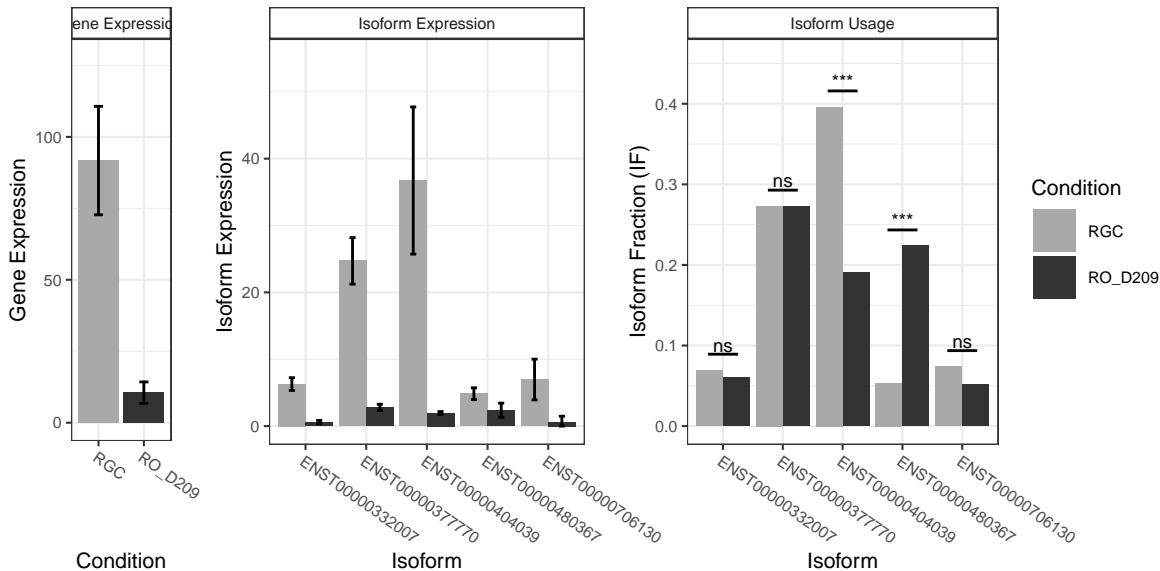 ene Expressio
Isoform Expression
Isoform Usage
Gene Expression
100
50
0
RGC
RO_D209
Condition
Isoform Expression
40
20
0
ENST00000332007
ENST00000377770
ENST00000404039
ENST00000480367
ENST00000706130
Isoform
Isoform Fraction (IF)
0.4
0.3
0.2
0.1
0.0
ns
ns
***
***
ns
ENST00000332007
ENST00000377770
ENST00000404039
ENST00000480367
ENST00000706130
Isoform
Condition
RGC
RO_D209